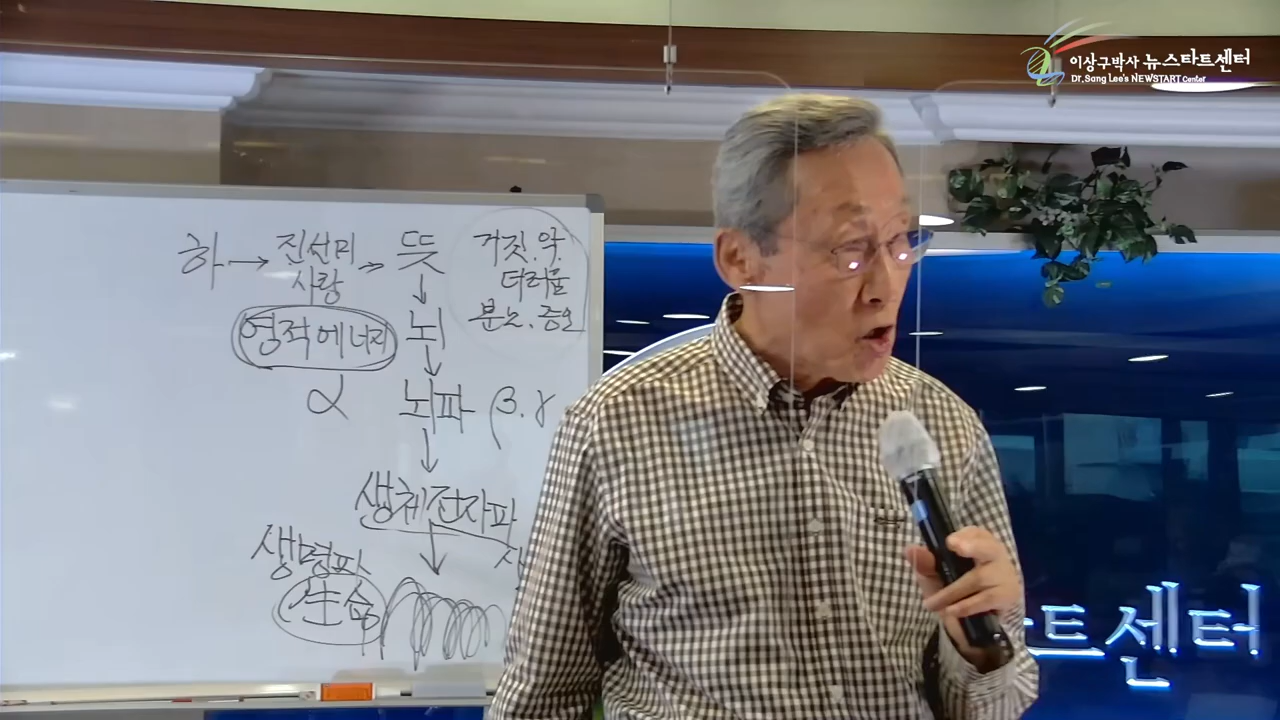 이상구박사 뉴스타트센터
Dr. Sang Lee's NEWSTART Center
하 → 진선미 → 뜻
사랑
거짓.악.
더러움
분노.증오
영적에너지
뇌
α
뇌파 β.γ
생체전자파
생명파
生命
타트센터